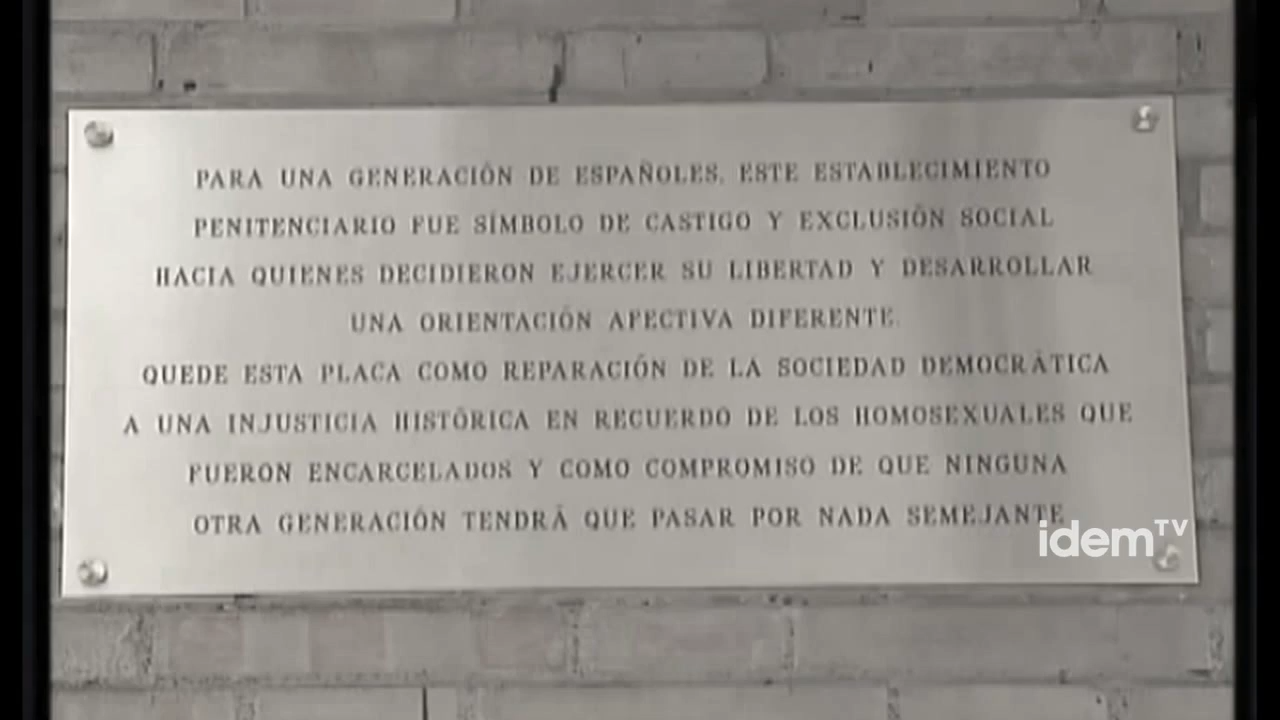 PARA UNA GENERACIÓN DE ESPAÑOLES, ESTE ESTABLECIMIENTO
PENITENCIARIO FUE SÍMBOLO DE CASTIGO Y EXCLUSIÓN SOCIAL
HACIA QUIENES DECIDIERON EJERCER SU LIBERTAD Y DESARROLLAR
UNA ORIENTACIÓN AFECTIVA DIFERENTE.
QUEDE ESTA PLACA COMO REPARACIÓN DE LA SOCIEDAD DEMOCRÁTICA
A UNA INJUSTICIA HISTÓRICA EN RECUERDO DE LOS HOMOSEXUALES QUE
FUERON ENCARCELADOS Y COMO COMPROMISO DE QUE NINGUNA
OTRA GENERACIÓN TENDRÁ QUE PASAR POR NADA SEMEJANTE
idemTV